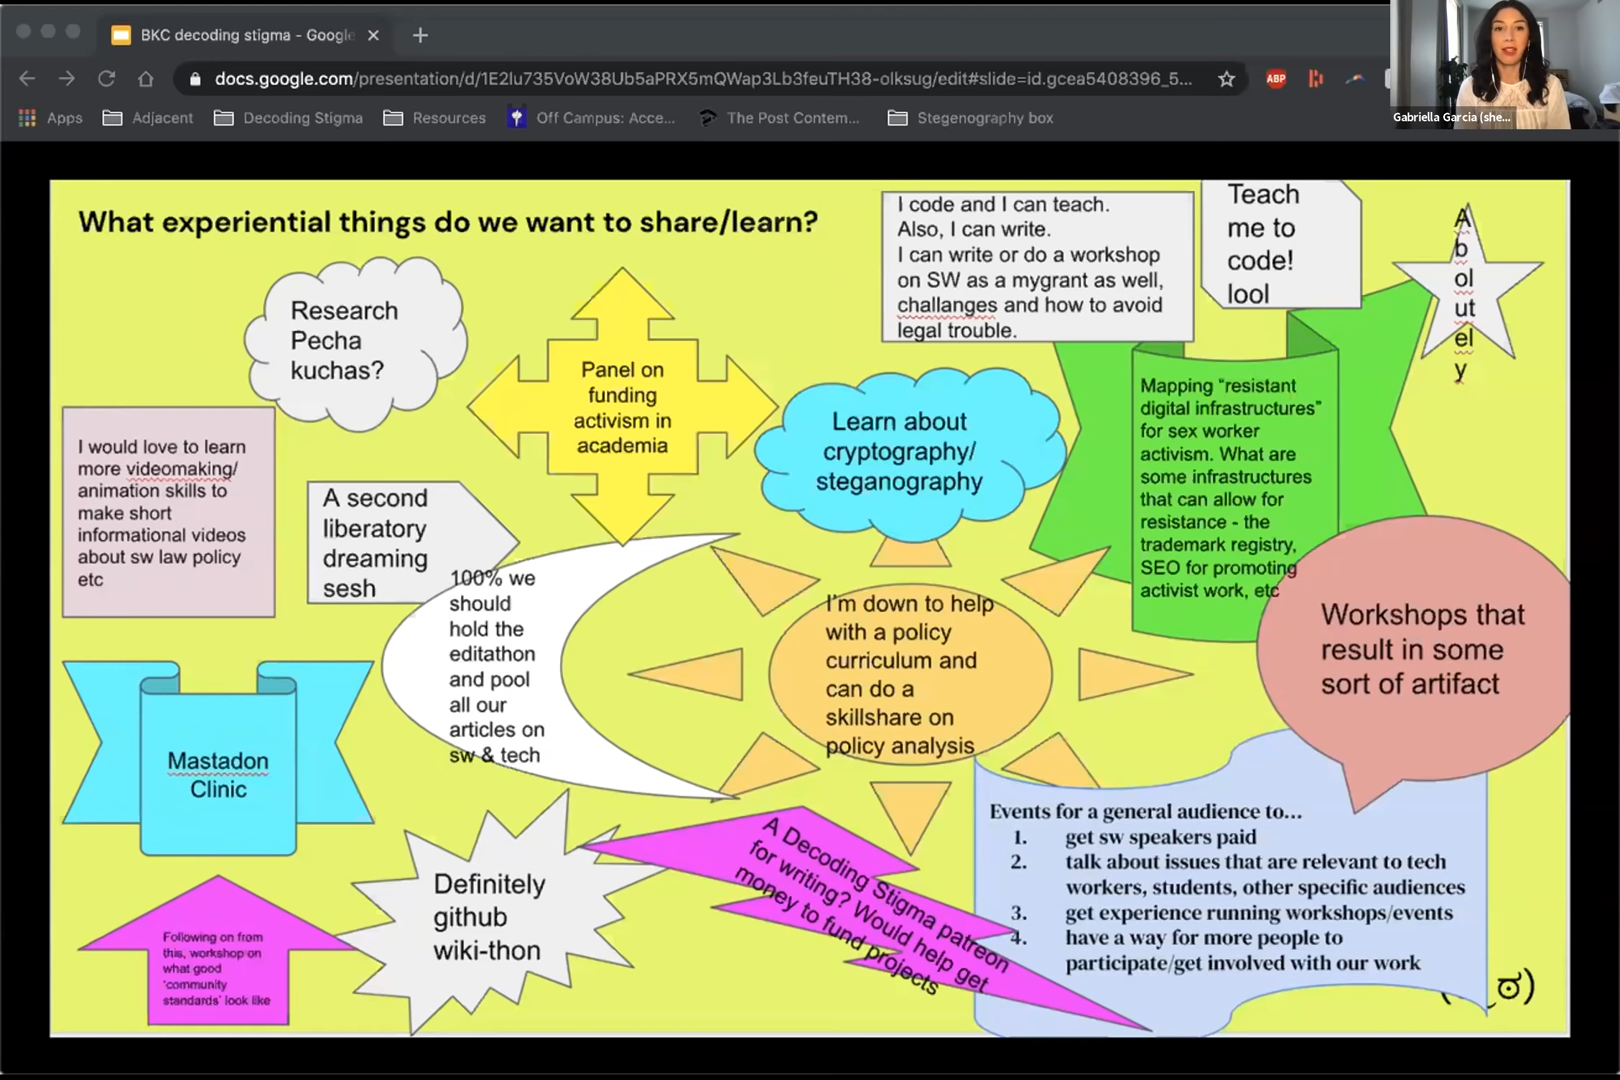 BKC decoding stigma - Google
docs.google.com/presentation/d/1E2lu735VoW38Ub5aPRX5mQWap3Lb3feuTH38-olksug/edit#slide=id.gcea5408396_5...
ABP
Gabriella Garcia (she...
Apps
Adjacent
Decoding Stigma
Resources
Off Campus: Acce...
The Post Contem...
Stegenography box
What experiential things do we want to share/learn?
I code and I can teach.
Also, I can write.
I can write or do a workshop
on SW as a mygrant as well,
challanges and how to avoid
legal trouble.
Teach
me to
code!
lool
A
b
ol
ut
el
y
Research
Pecha
kuchas?
Panel on
funding
activism in
academia
Learn about
cryptography/
steganography
Mapping “resistant
digital infrastructures”
for sex worker
activism. What are
some infrastructures
that can allow for
resistance - the
trademark registry,
SEO for promoting
activist work, etc
I would love to learn
more videomaking/
animation skills to
make short
informational videos
about sw law policy
etc
A second
liberatory
dreaming
sesh
100% we
should
hold the
editathon
and pool
all our
articles on
sw & tech
I'm down to help
with a policy
curriculum and
can do a
skillshare on
policy analysis
Workshops that
result in some
sort of artifact
Mastadon
Clinic
Events for a general audience to...
1. get sw speakers paid
2. talk about issues that are relevant to tech
workers, students, other specific audiences
3. get experience running workshops/events
4. have a way for more people to
participate/get involved with our work
Definitely
github
wiki-thon
A Decoding Stigma patreon
for writing? Would help get
money to fund projects
Following on from
this, workshop on
what good
'community
standards' look like